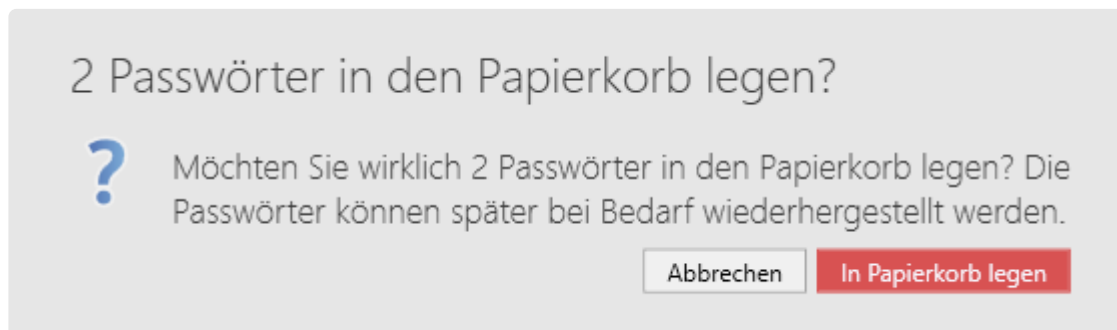 2 Passwörter in den Papierkorb legen?
Möchten Sie wirklich 2 Passwörter in den Papierkorb legen? Die
Passwörter können später bei Bedarf wiederhergestellt werden.
Abbrechen
In Papierkorb legen